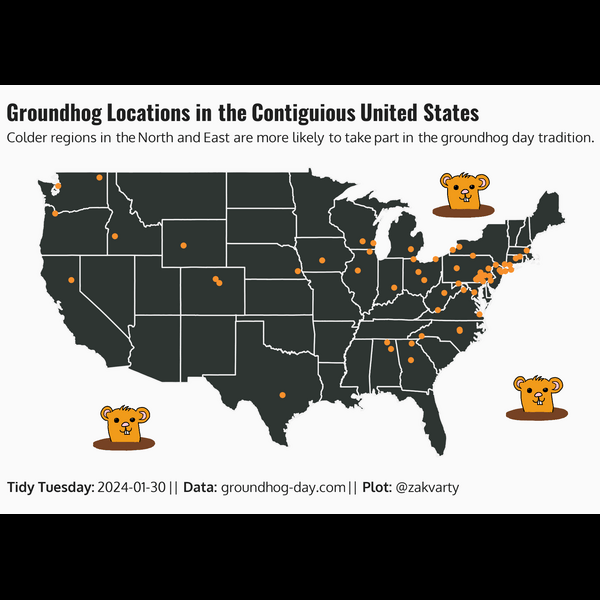 Groundhog Locations in the Contiguious United States
Colder regions in the North and East are more likely to take part in the groundhog day tradition.
Tidy Tuesday: 2024-01-30 || Data: groundhog-day.com || Plot: @zakvarty